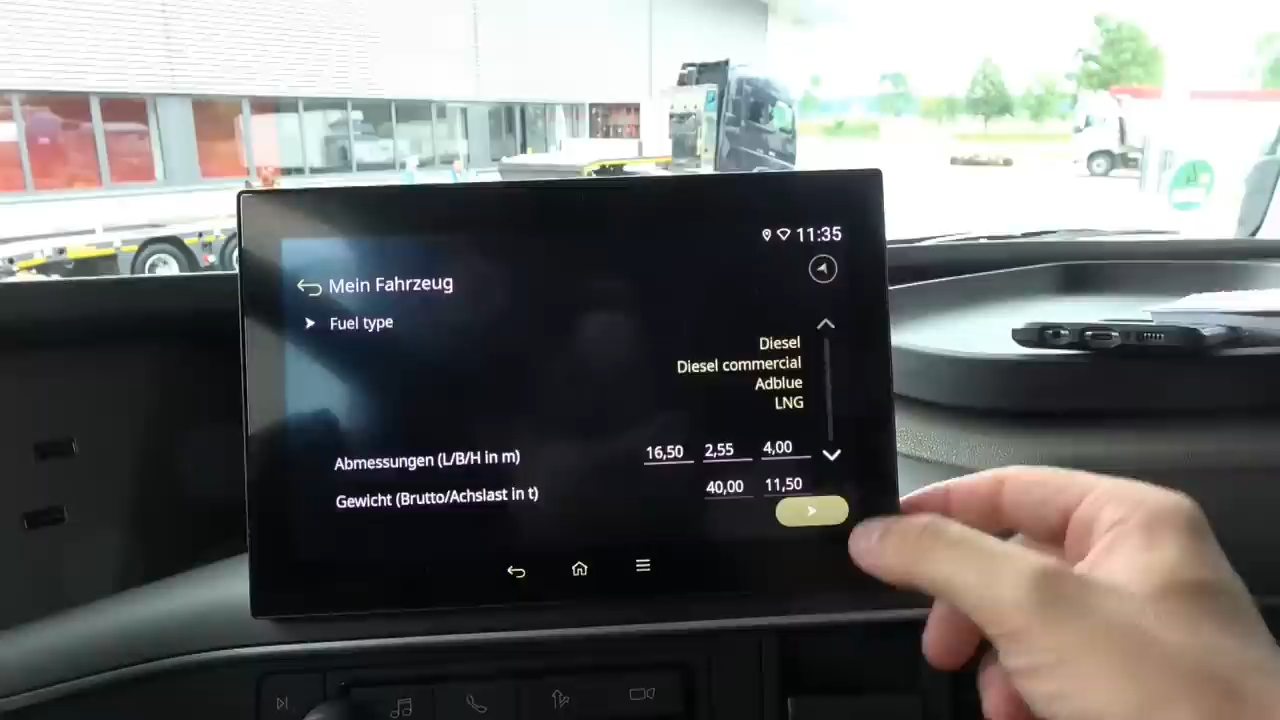 11:35
Mein Fahrzeug
Fuel type
Diesel
Diesel commercial
Adblue
LNG
Abmessungen (L/B/H in m) 16,50 2,55 4,00
Gewicht (Brutto/Achslast in t) 40,00 11,50